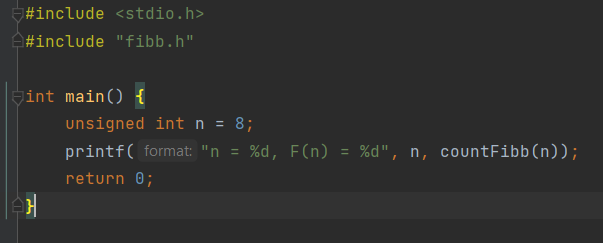 #include <stdio.h>
#include "fibb.h"
int main() {
unsigned int n = 8;
printf( format: "n = %d, F(n) = %d", n, countFibb(n));
return 0;
}